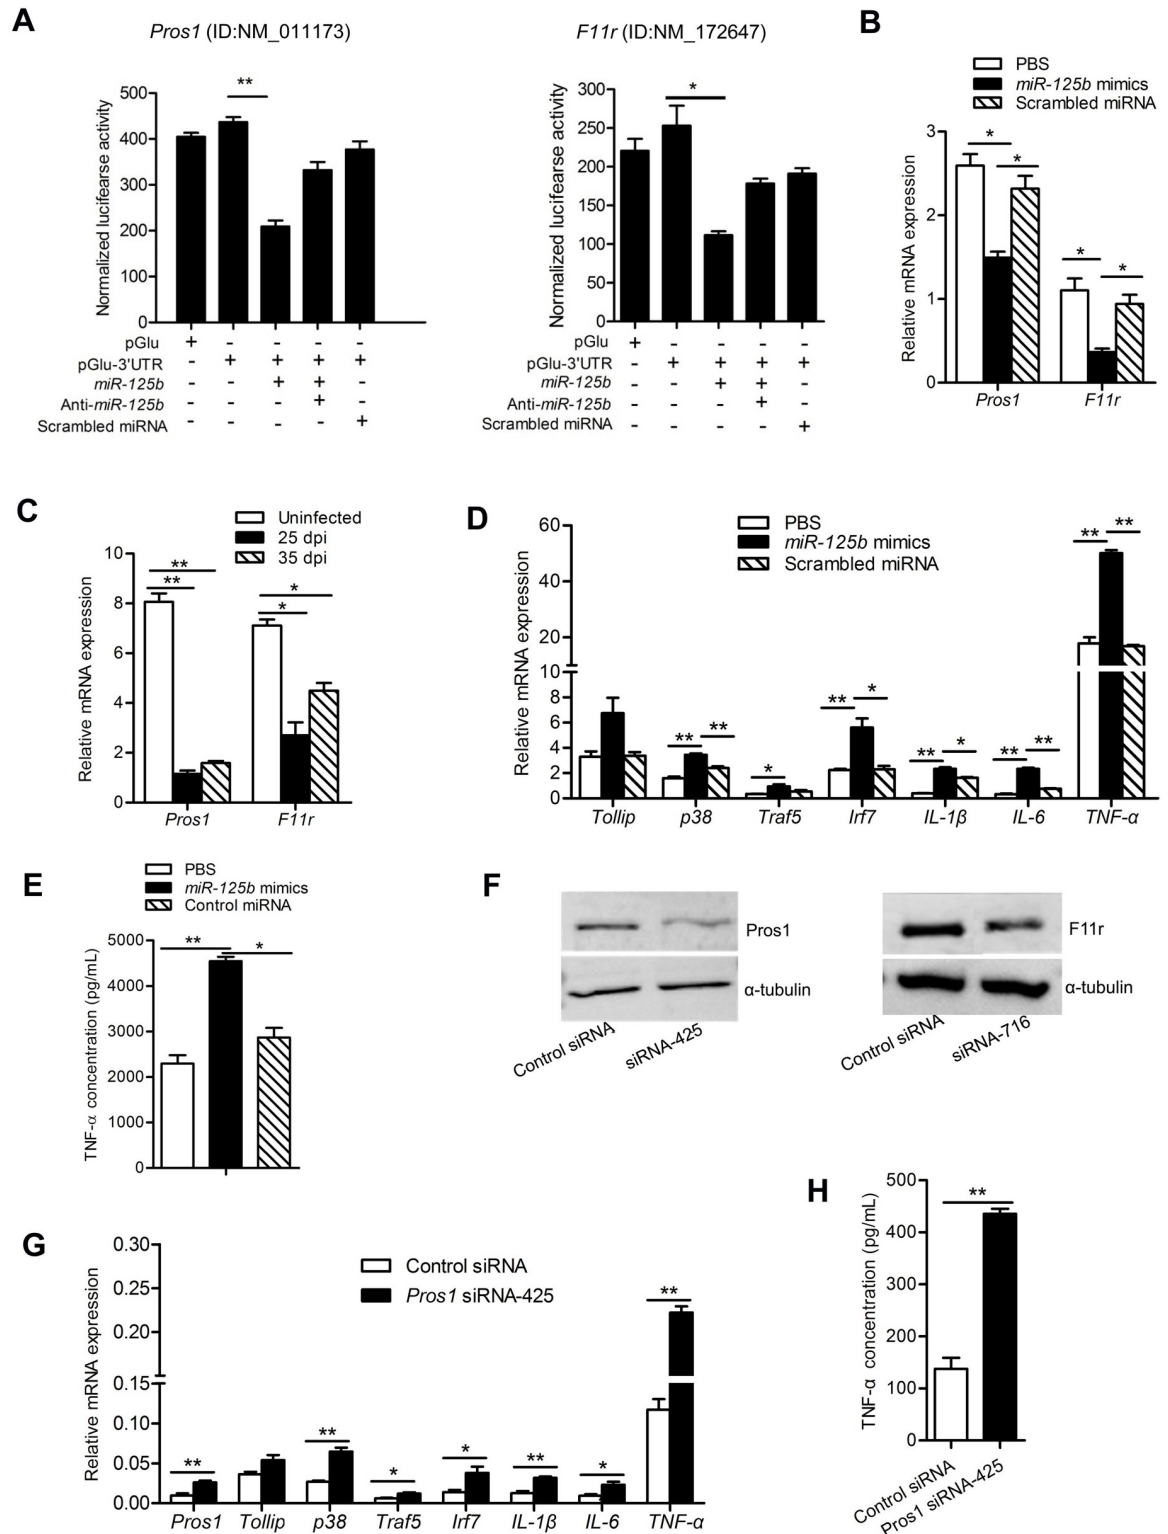 A
Pros1 (ID:NM_011173)
**
Normalized lucifearse activity
500
400
300
200
100
0
pGlu + - - - -
pGlu-3'UTR - + + + +
miR-125b - - + + -
Anti-miR-125b - - - + -
Scrambled miRNA - - - - +
F11r (ID:NM_172647)
*
Normalized lucifearse activity
300
250
200
150
100
50
0
pGlu + - - - -
pGlu-3'UTR - + + + +
miR-125b - - + + -
Anti-miR-125b - - - + -
Scrambled miRNA - - - - +
B
PBS
miR-125b mimics
Scrambled miRNA
Relative mRNA expression
3
2
1
0
* * * *
Pros1 F11r
C
Uninfected
25 dpi
35 dpi
Relative mRNA expression
10
8
6
4
2
0
** ** * *
Pros1 F11r
D
PBS
miR-125b mimics
Scrambled miRNA
Relative mRNA expression
60
40
20
10
8
6
4
2
0
** ** * ** * ** * ** ** ** **
Tollip p38 Traf5 Irf7 IL-1β IL-6 TNF-α
E
PBS
miR-125b mimics
Control miRNA
TNF-α concentration (pg/mL)
5000
4000
3000
2000
1000
0
** *
F
Pros1
α-tubulin
Control siRNA siRNA-425
F11r
α-tubulin
Control siRNA siRNA-716
G
Control siRNA
Pros1 siRNA-425
Relative mRNA expression
0.30
0.25
0.20
0.15
0.10
0.05
0.00
** ** * * ** * **
Pros1 Tollip p38 Traf5 Irf7 IL-1β IL-6 TNF-α
H
TNF-α concentration (pg/mL)
500
400
300
200
100
0
**
Control siRNA
Pros1 siRNA-425